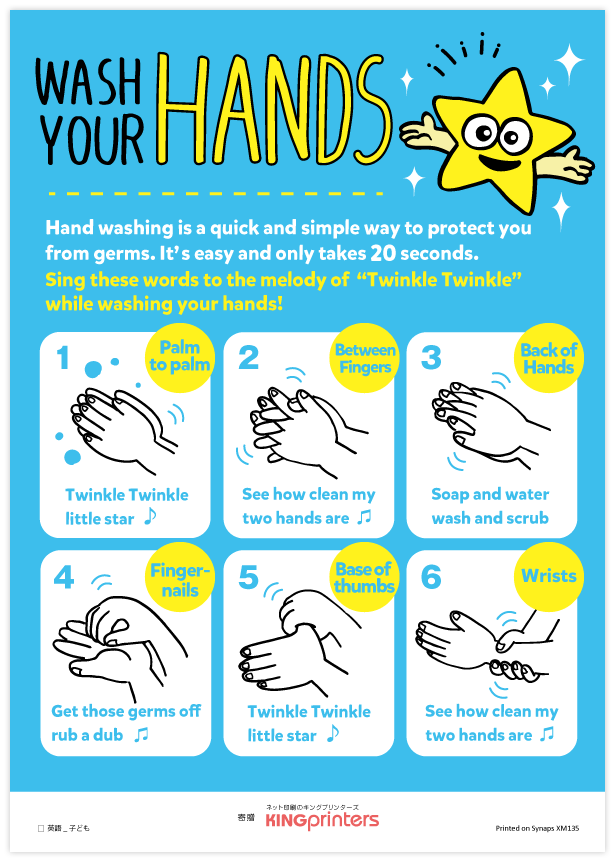 WASH
YOUR HANDS
Hand washing is a quick and simple way to protect you
from germs. It's easy and only takes 20 seconds.
Sing these words to the melody of “Twinkle Twinkle”
while washing your hands!
1
Palm
to palm
Twinkle Twinkle
little star ♪
2
Between
Fingers
See how clean my
two hands are ♫
3
Back of
Hands
Soap and water
wash and scrub
4
Finger-
nails
Get those germs off
rub a dub ♫
5
Base of
thumbs
Twinkle Twinkle
little star ♪
6
Wrists
See how clean my
two hands are ♫
□ 英語_子ども
寄贈
ネット印刷のキングプリンターズ
KINGprinters
Printed on Synaps XM135